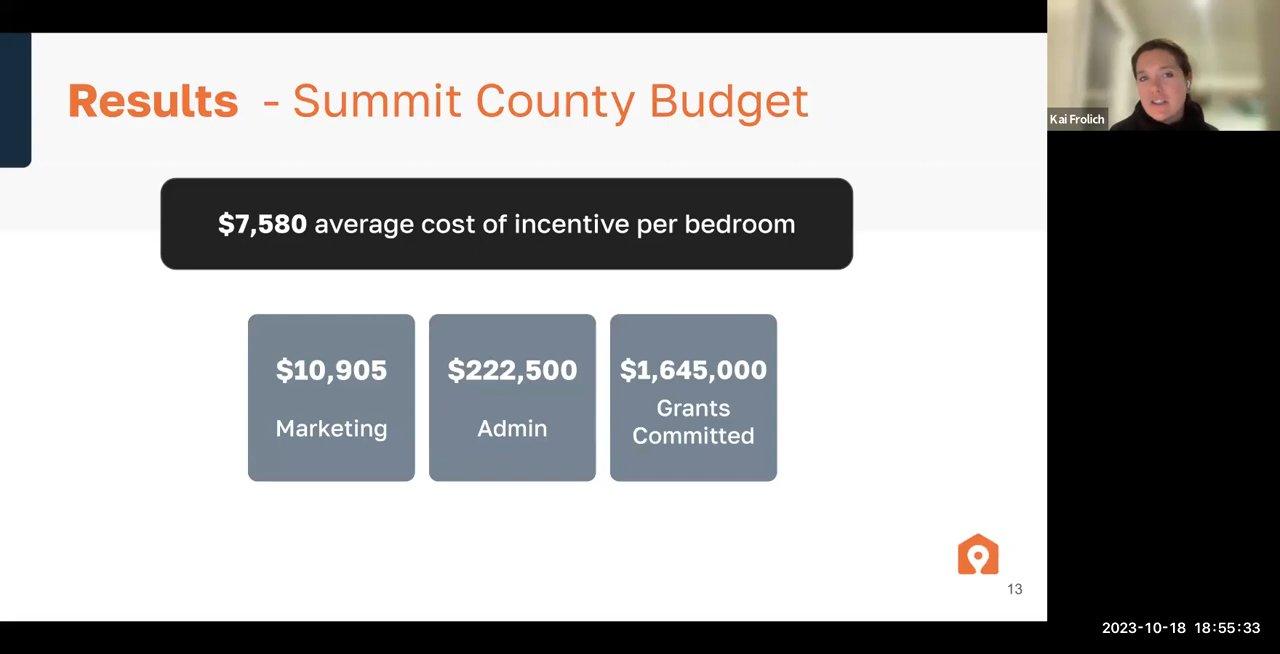 Results - Summit County Budget
$7,580 average cost of incentive per bedroom
$10,905
Marketing
$222,500
Admin
$1,645,000
Grants
Committed
13
Kai Frolich
2023-10-18 18:55:33